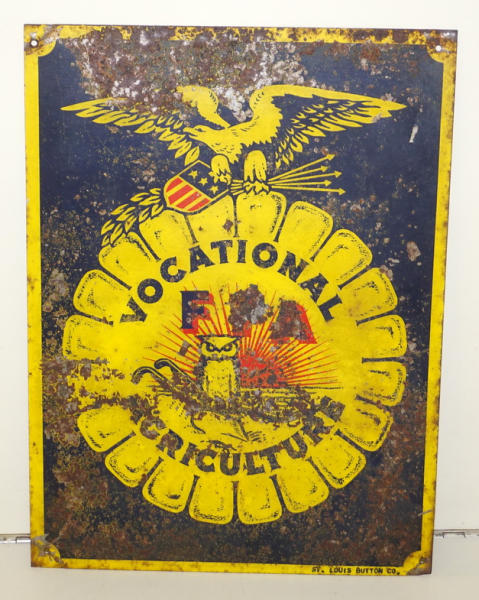 VOCATIONAL
FFA
AGRICULTURE
ST. LOUIS BUTTON CO.